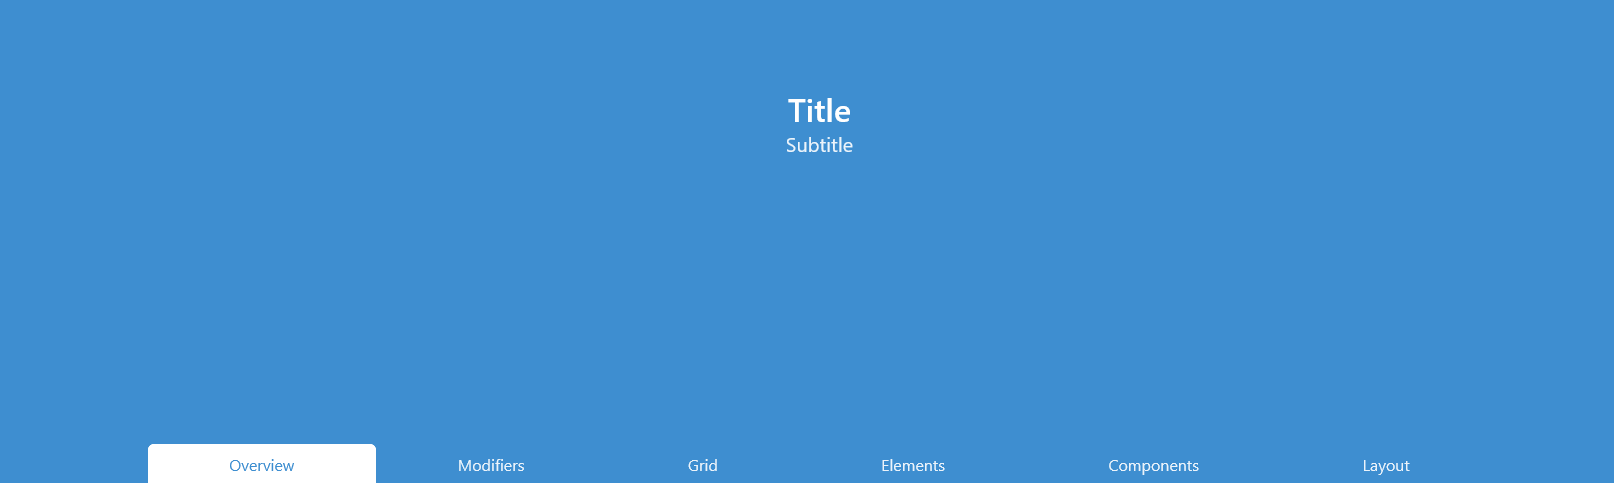 Title
Subtitle
Overview Modifiers Grid Elements Components Layout